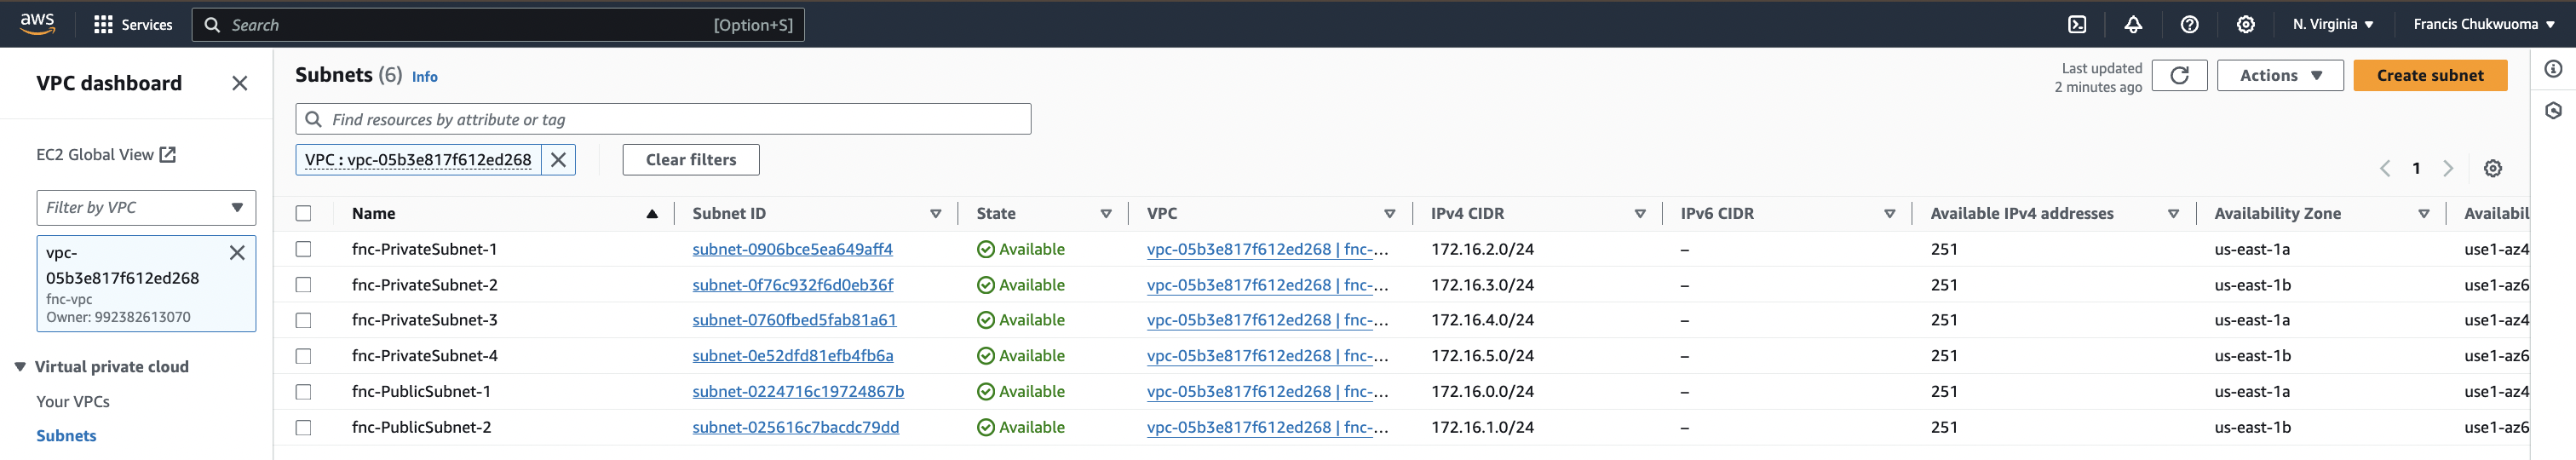 aws Services Search [Option+S] N. Virginia Francis Chukwuoma
VPC dashboard
EC2 Global View
Filter by VPC
vpc-
05b3e817f612ed268
fnc-vpc
Owner: 992382613070
Virtual private cloud
Your VPCs
Subnets
Subnets (6) Info
Last updated
2 minutes ago
Actions
Create subnet
Find resources by attribute or tag
VPC : vpc-05b3e817f612ed268
Clear filters
1
Name Subnet ID State VPC IPv4 CIDR IPv6 CIDR Available IPv4 addresses Availability Zone Availabil
fnc-PrivateSubnet-1 subnet-0906bce5ea649aff4 Available vpc-05b3e817f612ed268 | fnc-... 172.16.2.0/24 – 251 us-east-1a use1-az4
fnc-PrivateSubnet-2 subnet-0f76c932f6d0eb36f Available vpc-05b3e817f612ed268 | fnc-... 172.16.3.0/24 – 251 us-east-1b use1-az6
fnc-PrivateSubnet-3 subnet-0760fbed5fab81a61 Available vpc-05b3e817f612ed268 | fnc-... 172.16.4.0/24 – 251 us-east-1a use1-az4
fnc-PrivateSubnet-4 subnet-0e52dfd81efb4fb6a Available vpc-05b3e817f612ed268 | fnc-... 172.16.5.0/24 – 251 us-east-1b use1-az6
fnc-PublicSubnet-1 subnet-0224716c19724867b Available vpc-05b3e817f612ed268 | fnc-... 172.16.0.0/24 – 251 us-east-1a use1-az4
fnc-PublicSubnet-2 subnet-025616c7bacdc79dd Available vpc-05b3e817f612ed268 | fnc-... 172.16.1.0/24 – 251 us-east-1b use1-az6